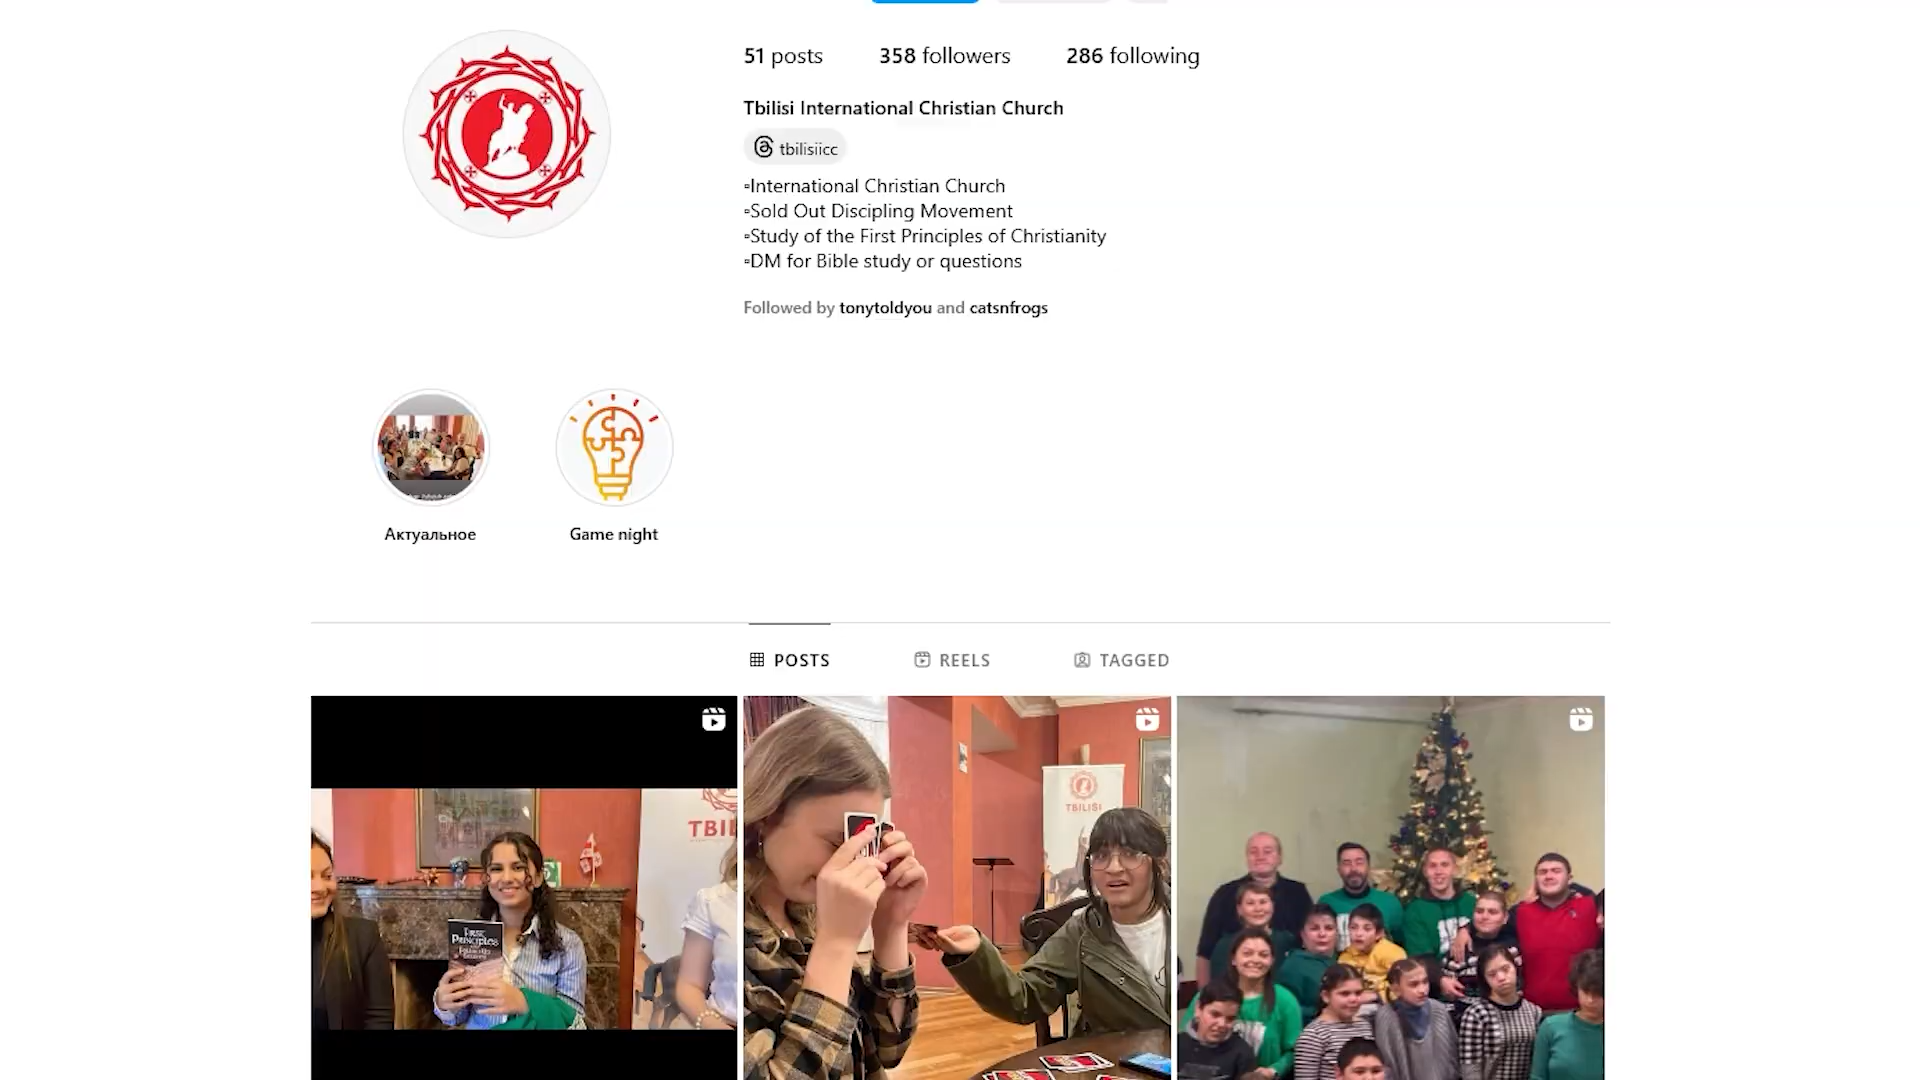 51 posts 358 followers 286 following
Tbilisi International Christian Church
tbilisiicc
▫International Christian Church
▫Sold Out Discipling Movement
▫Study of the First Principles of Christianity
▫DM for Bible study or questions
Followed by tonytoldyou and catsnfrogs
Актуальное
Game night
POSTS REELS TAGGED
TBILISI
TBI
First
Principles